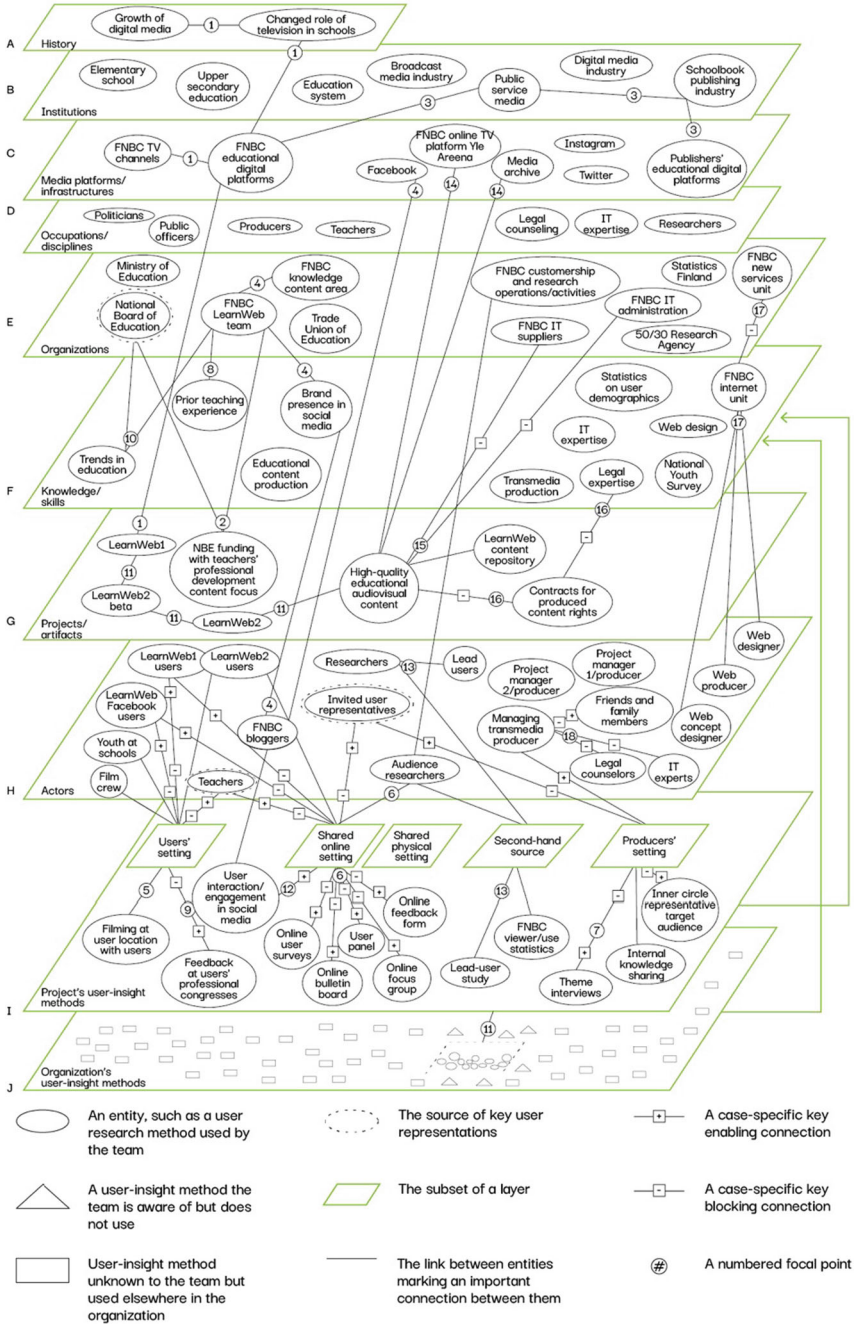 Growth of
digital media
1
Changed role of
television in schools
A
History
1
Elementary
school
Upper
secondary
education
Education
system
Broadcast
media industry
Public
service
media
Digital media
industry
Schoolbook
publishing
industry
B
3
3
Institutions
3
C
FNBC TV
channels
1
FNBC
educational
digital
platforms
Facebook
4
FNBC online TV
platform Yle
Areena
14
Media
archive
14
Instagram
Twitter
Publishers'
educational digital
platforms
Media platforms/
infrastructures
D
Politicians
Public
officers
Producers
Teachers
Legal
counseling
IT
expertise
Researchers
Occupations/
disciplines
Ministry of
Education
National
Board of
Education
4
FNBC
knowledge
content area
FNBC
LearnWeb
team
Trade
Union of
Education
FNBC customership
and research
operations/activities
FNBC IT
suppliers
Statistics
Finland
FNBC IT
administration
50/30 Research
Agency
FNBC
new
services
unit
17
-
E
Organizations
8
Prior teaching
experience
4
Brand
presence in
social media
10
Trends in
education
Educational
content
production
Statistics
on user
demographics
FNBC
internet
unit
17
IT
expertise
Web design
-
-
Transmedia
production
Legal
expertise
National
Youth
Survey
F
Knowledge/
skills
16
1
LearnWeb1
11
LearnWeb2
beta
11
LearnWeb2
11
2
NBE funding
with teachers'
professional
development
content focus
15
High-quality
educational
audiovisual
content
LearnWeb
content
repository
-
-
16
Contracts for
produced
content rights
G
Projects/
artifacts
Web
designer
LearnWeb1
users
LearnWeb2
users
LearnWeb
Facebook
users
Youth at
schools
Film
crew
Teachers
4
FNBC
bloggers
Researchers
13
Lead
users
Invited user
representatives
Audience
researchers
6
Project
manager
2/producer
Project
manager
1/producer
Managing
transmedia
producer
18
Friends and
family
members
Legal
counselors
IT
experts
Web
producer
Web
concept
designer
+
+
+
-
-
-
+
-
+
-
-
+
-
+
+
-
+
-
-
-
H
Actors
Users'
setting
Shared
online
setting
Shared
physical
setting
Second-hand
source
Producers'
setting
5
Filming at
user location
with users
-
9
+
Feedback
at users'
professional
congresses
User
interaction/
engagement
in social
media
12
+
6
-
-
-
+
+
-
+
+
+
Online
user
surveys
Online
bulletin
board
User
panel
Online
focus
group
Online
feedback
form
13
Lead-user
study
FNBC
viewer/use
statistics
-
7
+
Theme
interviews
-
+
Inner circle
representative
target
audience
Internal
knowledge
sharing
I
Project's user-insight
methods
11
J
Organization's
user-insight methods
An entity, such as a user
research method used by
the team
The source of key user
representations
+
A case-specific key
enabling connection
A user-insight method the
team is aware of but does
not use
The subset of a layer
-
A case-specific key
blocking connection
User-insight method
unknown to the team but
used elsewhere in the
organization
The link between entities
marking an important
connection between them
#
A numbered focal point